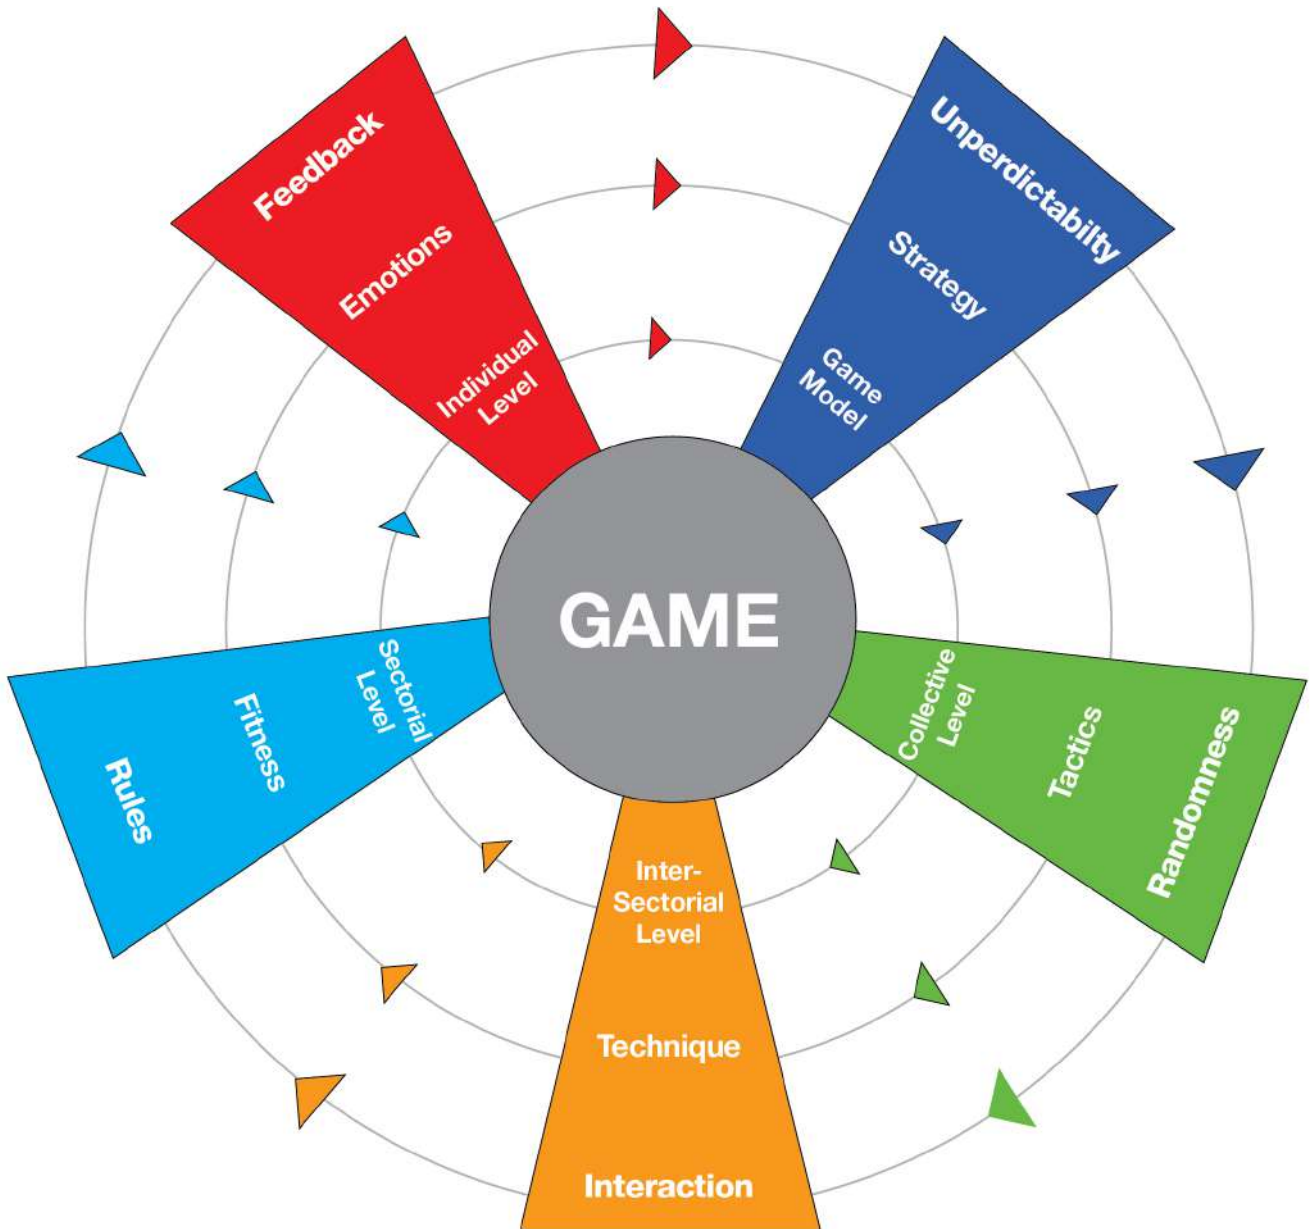 Feedback
Emotions
Individual
Level
Unperdictabilty
Strategy
Game
Model
GAME
Collective
Level
Tactics
Randomness
Inter-
Sectorial
Level
Technique
Interaction
Sectorial
Level
Fitness
Rules